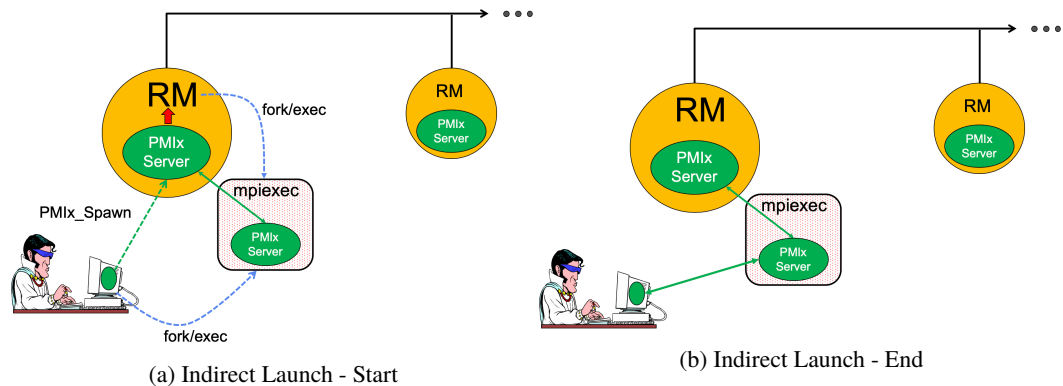 RM
fork/exec
PMIx
Server
mpiexec
PMIx_Spawn
PMIx
Server
fork/exec
RM
PMIx
Server
(a) Indirect Launch - Start
RM
PMIx
Server
mpiexec
PMIx
Server
RM
PMIx
Server
(b) Indirect Launch - End